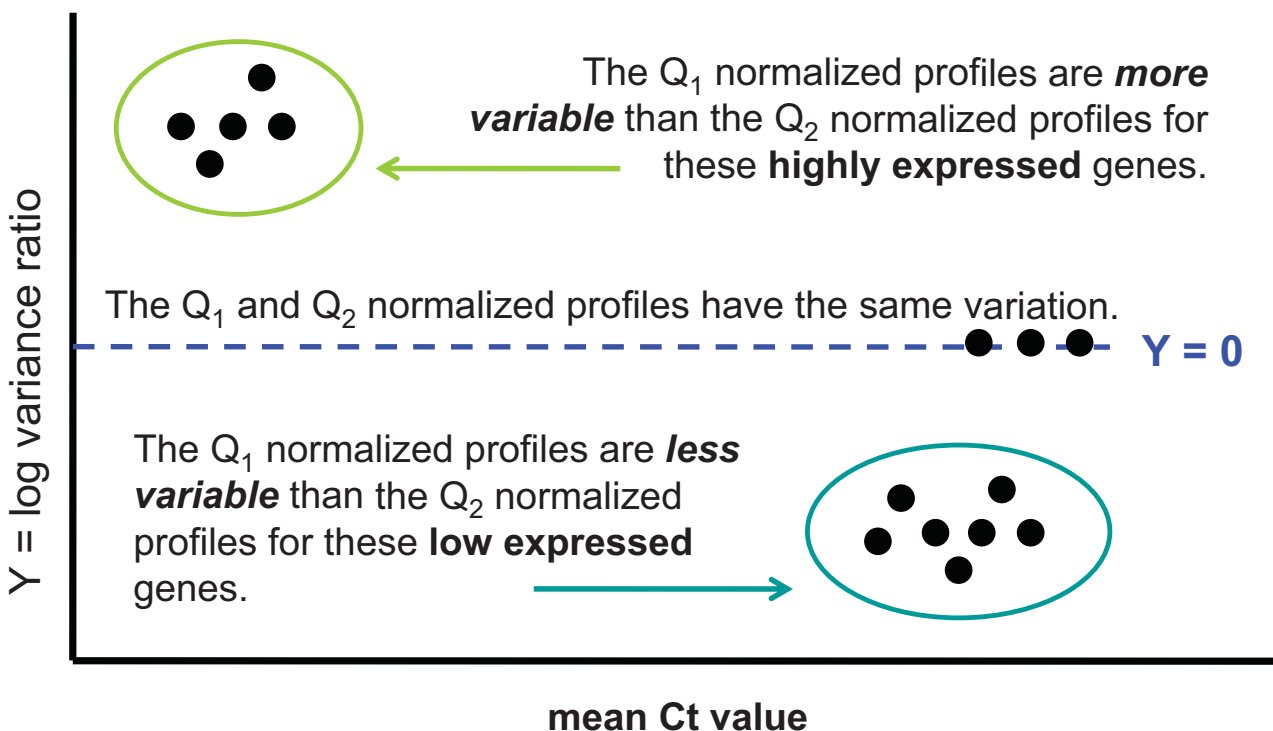 The Q₁ normalized profiles are more
variable than the Q₂ normalized profiles for
these highly expressed genes.
Y = log variance ratio
The Q₁ and Q₂ normalized profiles have the same variation.
Y = 0
The Q₁ normalized profiles are less
variable than the Q₂ normalized
profiles for these low expressed
genes.
mean Ct value